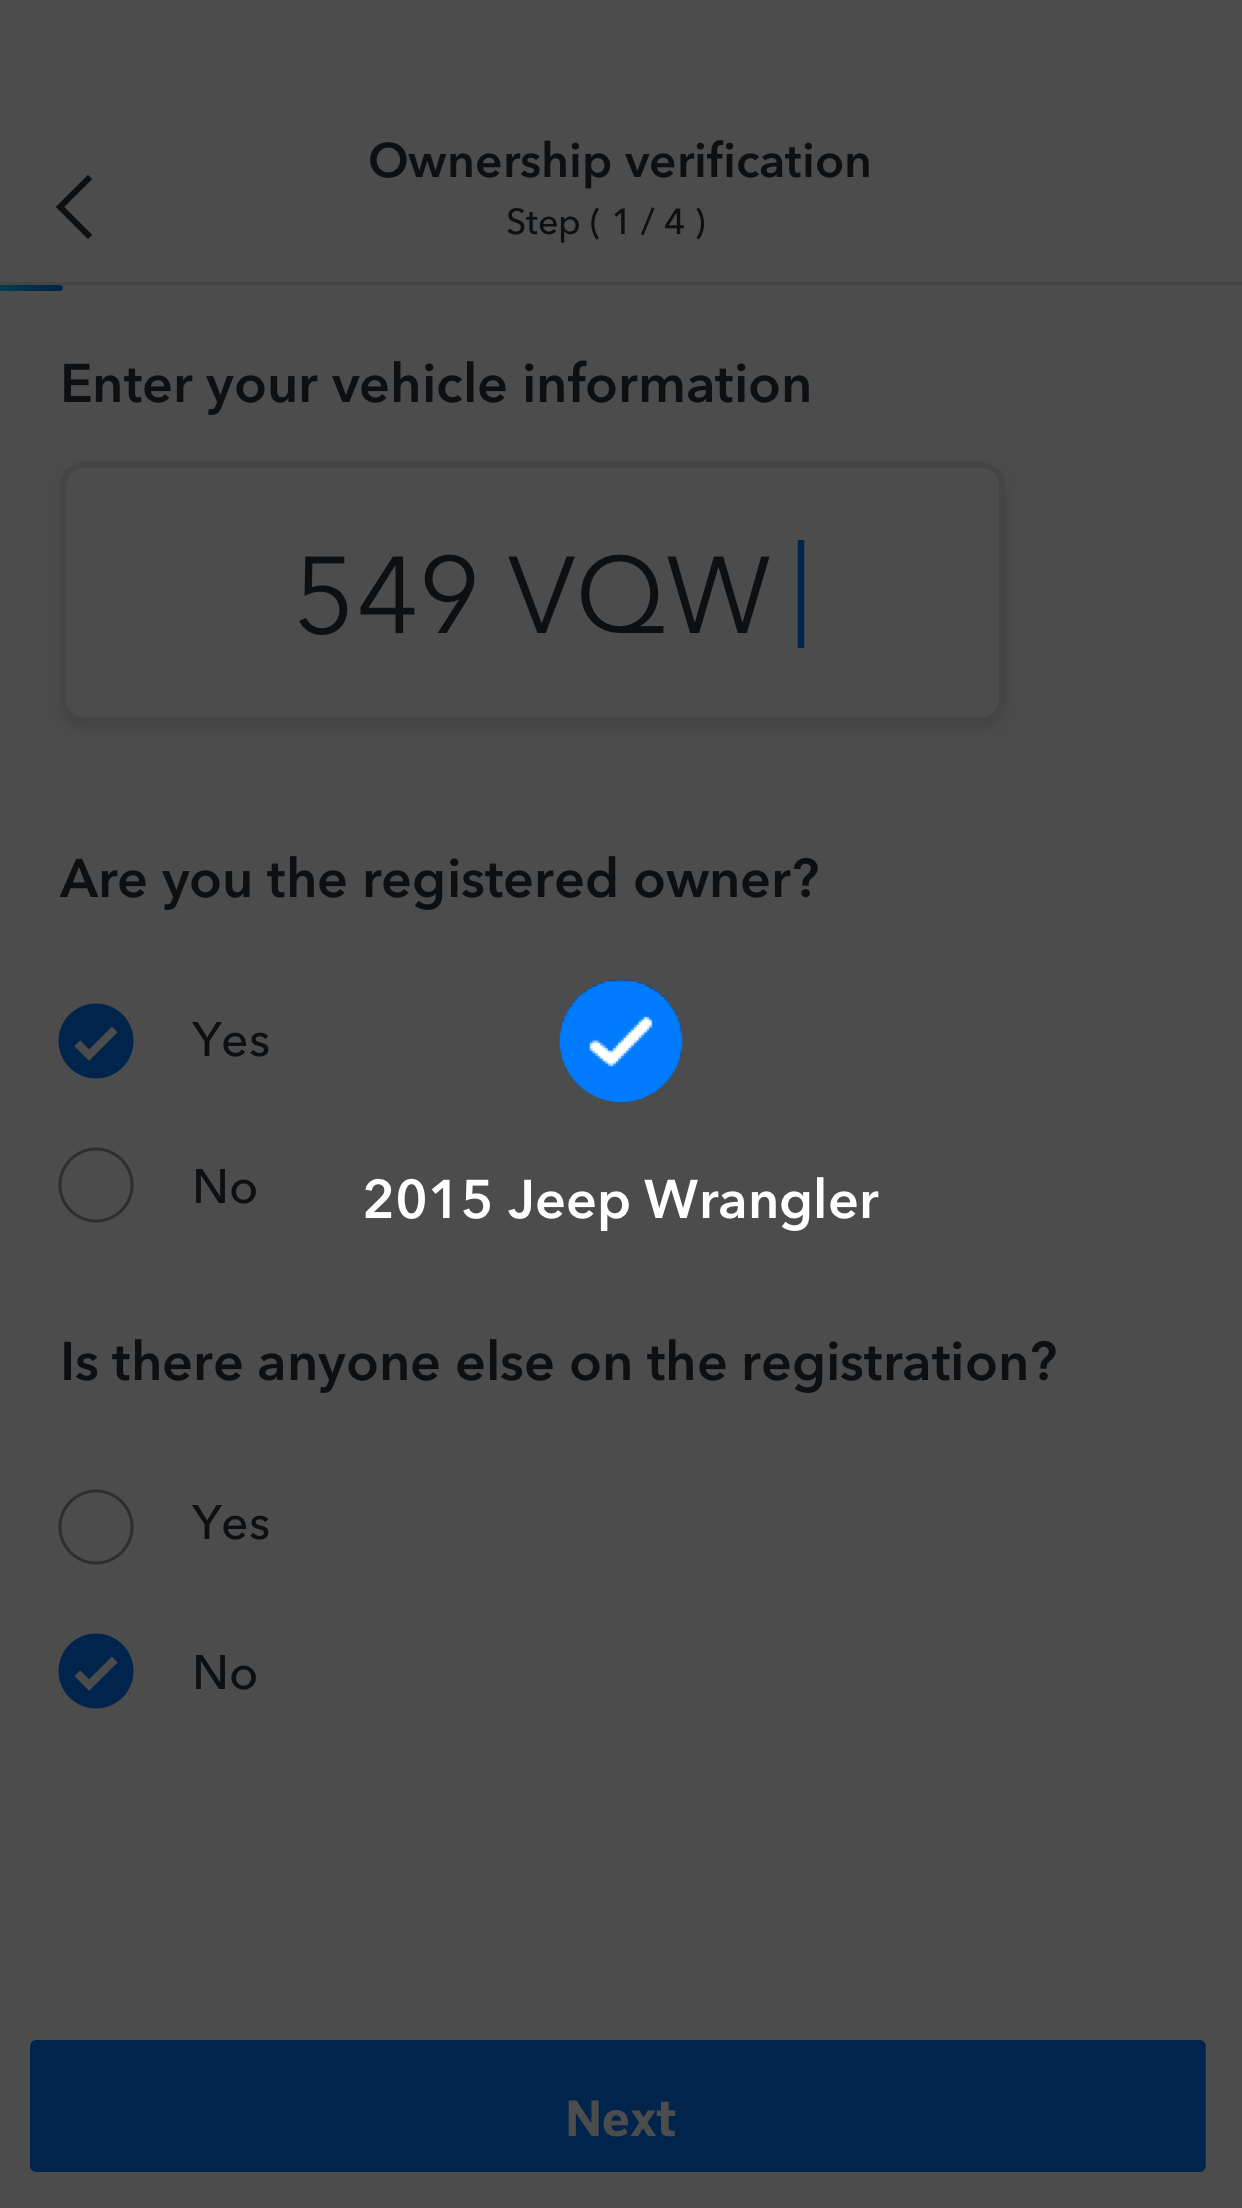 Ownership verification
Step ( 1 / 4 )
Enter your vehicle information
549 VQW
Are you the registered owner?
Yes
No
2015 Jeep Wrangler
Is there anyone else on the registration?
Yes
No
Next